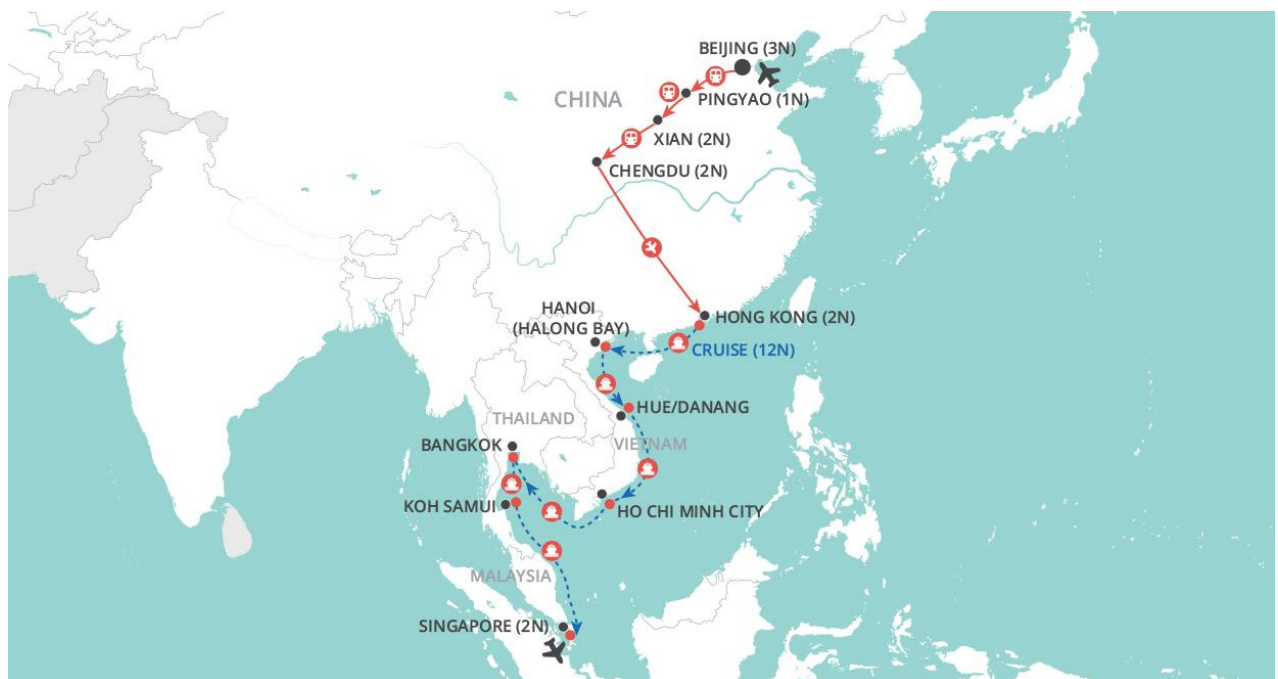 BEIJING (3N)
CHINA
PINGYAO (1N)
XIAN (2N)
CHENGDU (2N)
HANOI
(HALONG BAY)
HONG KONG (2N)
CRUISE (12N)
HUE/DANANG
THAILAND
VIETNAM
BANGKOK
KOH SAMUI
HO CHI MINH CITY
MALAYSIA
SINGAPORE (2N)